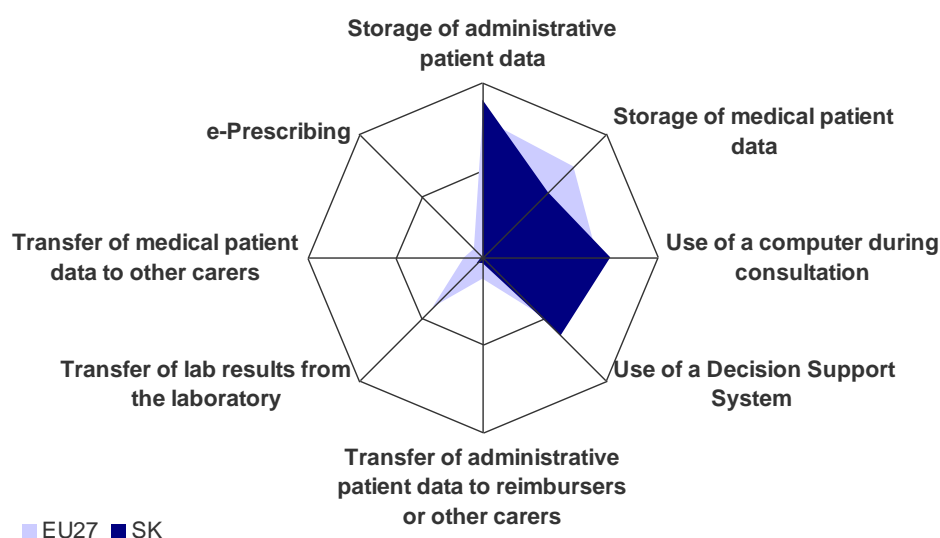 Storage of administrative
patient data
Storage of medical patient
data
e-Prescribing
Transfer of medical patient
data to other carers
Use of a computer during
consultation
Transfer of lab results from
the laboratory
Use of a Decision Support
System
Transfer of administrative
patient data to reimbursers
or other carers
EU27 SK